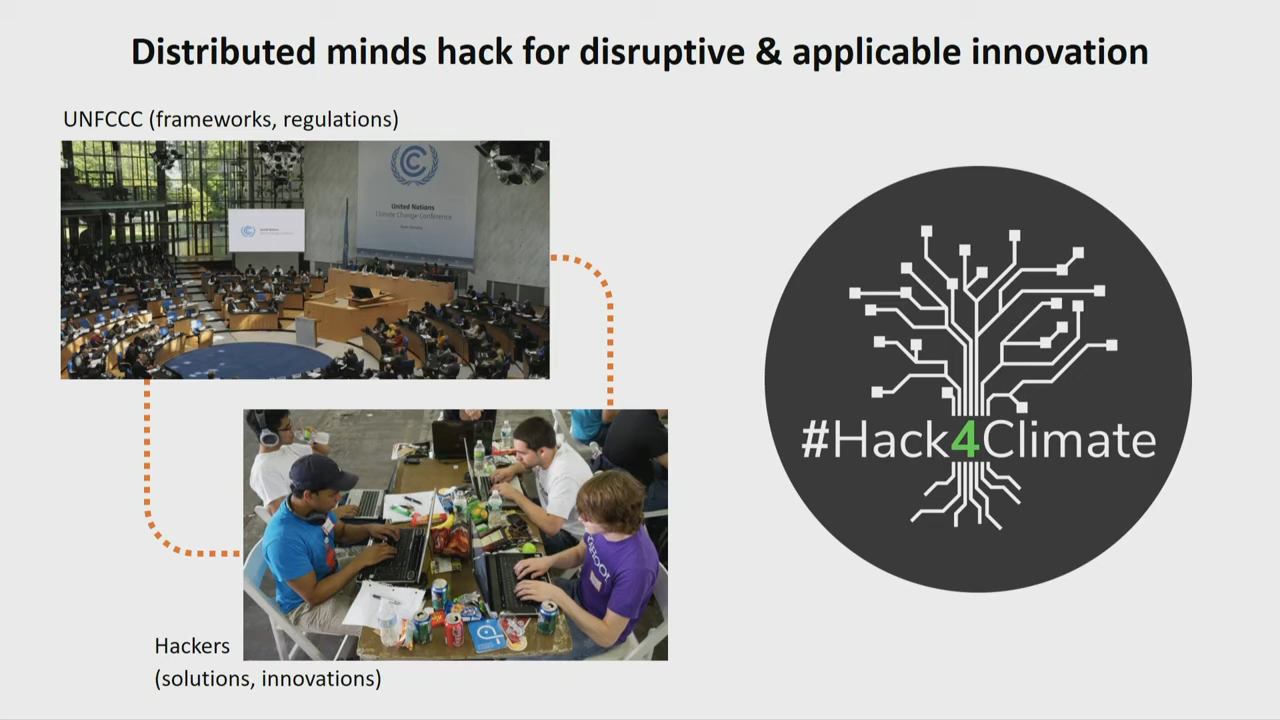 Distributed minds hack for disruptive & applicable innovation
UNFCCC (frameworks, regulations)
United Nations
Climate Change Conference
#Hack4Climate
YAHOO!
Hackers
(solutions, innovations)